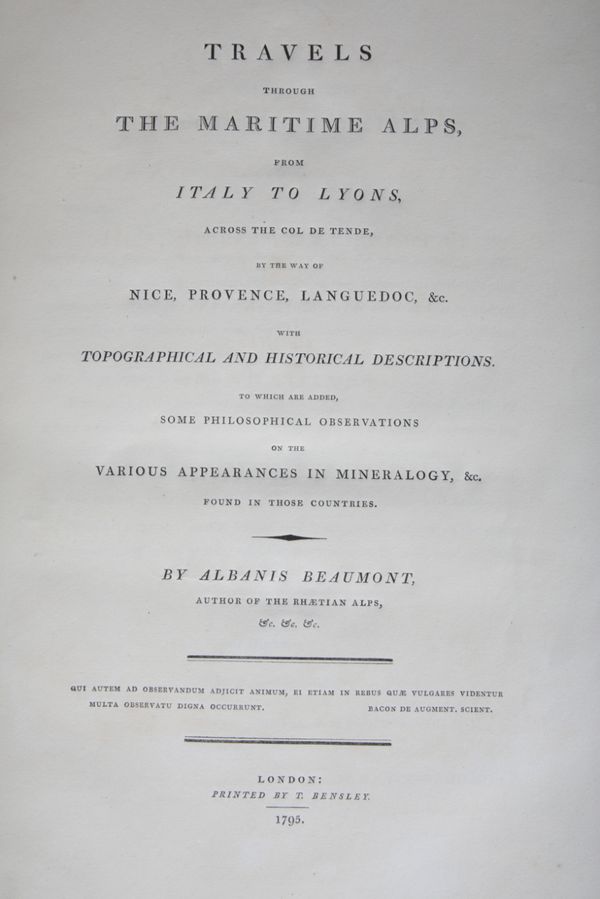 TRAVELS
THROUGH
THE MARITIME ALPS,
FROM
ITALY TO LYONS,
ACROSS THE COL DE TENDE,
BY THE WAY OF
NICE, PROVENCE, LANGUEDOC, &c.
WITH
TOPOGRAPHICAL AND HISTORICAL DESCRIPTIONS.
TO WHICH ARE ADDED,
SOME PHILOSOPHICAL OBSERVATIONS
ON THE
VARIOUS APPEARANCES IN MINERALOGY, &c.
FOUND IN THOSE COUNTRIES.
BY ALBANIS BEAUMONT,
AUTHOR OF THE RHÆTIAN ALPS,
&c. &c. &c.
QUI AUTEM AD OBSERVANDUM ADJICIT ANIMUM, EI ETIAM IN REBUS QUÆ VULGARES VIDENTUR
MULTA OBSERVATU DIGNA OCCURRUNT. BACON DE AUGMENT. SCIENT.
LONDON:
PRINTED BY T. BENSLEY.
1795.